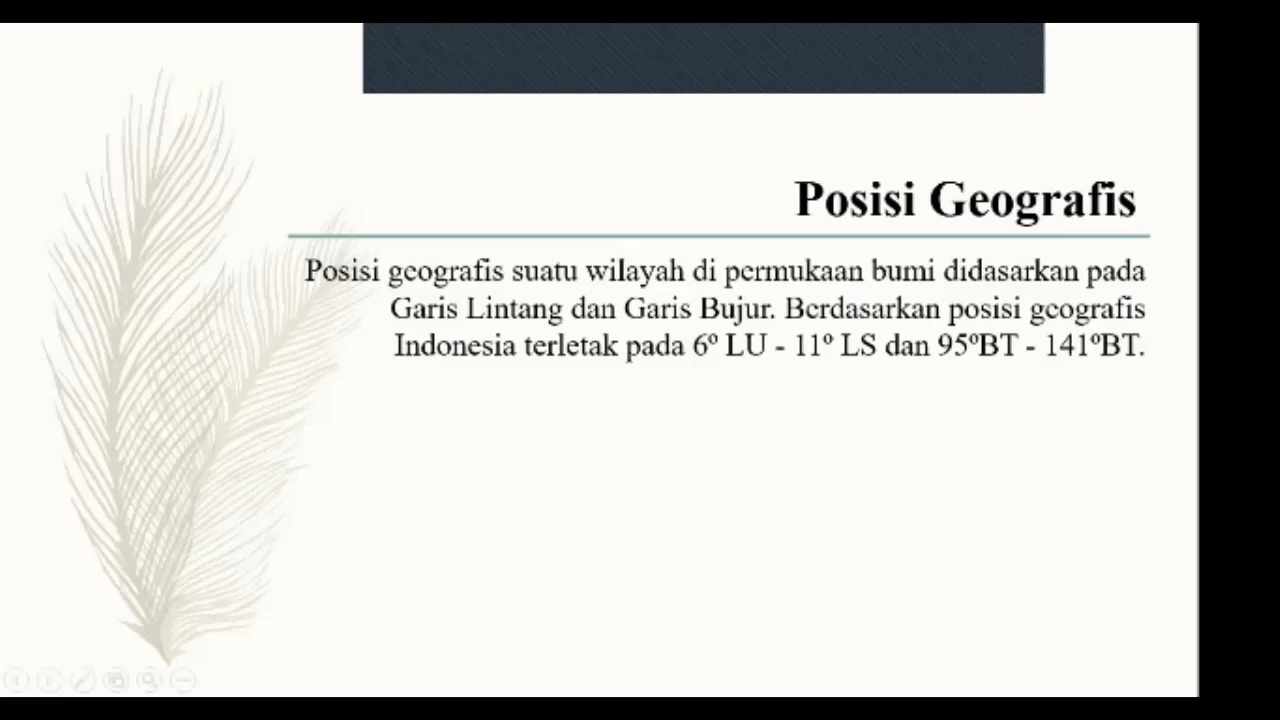 Posisi Geografis
Posisi geografis suatu wilayah di permukaan bumi didasarkan pada
Garis Lintang dan Garis Bujur. Berdasarkan posisi geografis
Indonesia terletak pada 6º LU - 11º LS dan 95ºBT - 141ºBT.